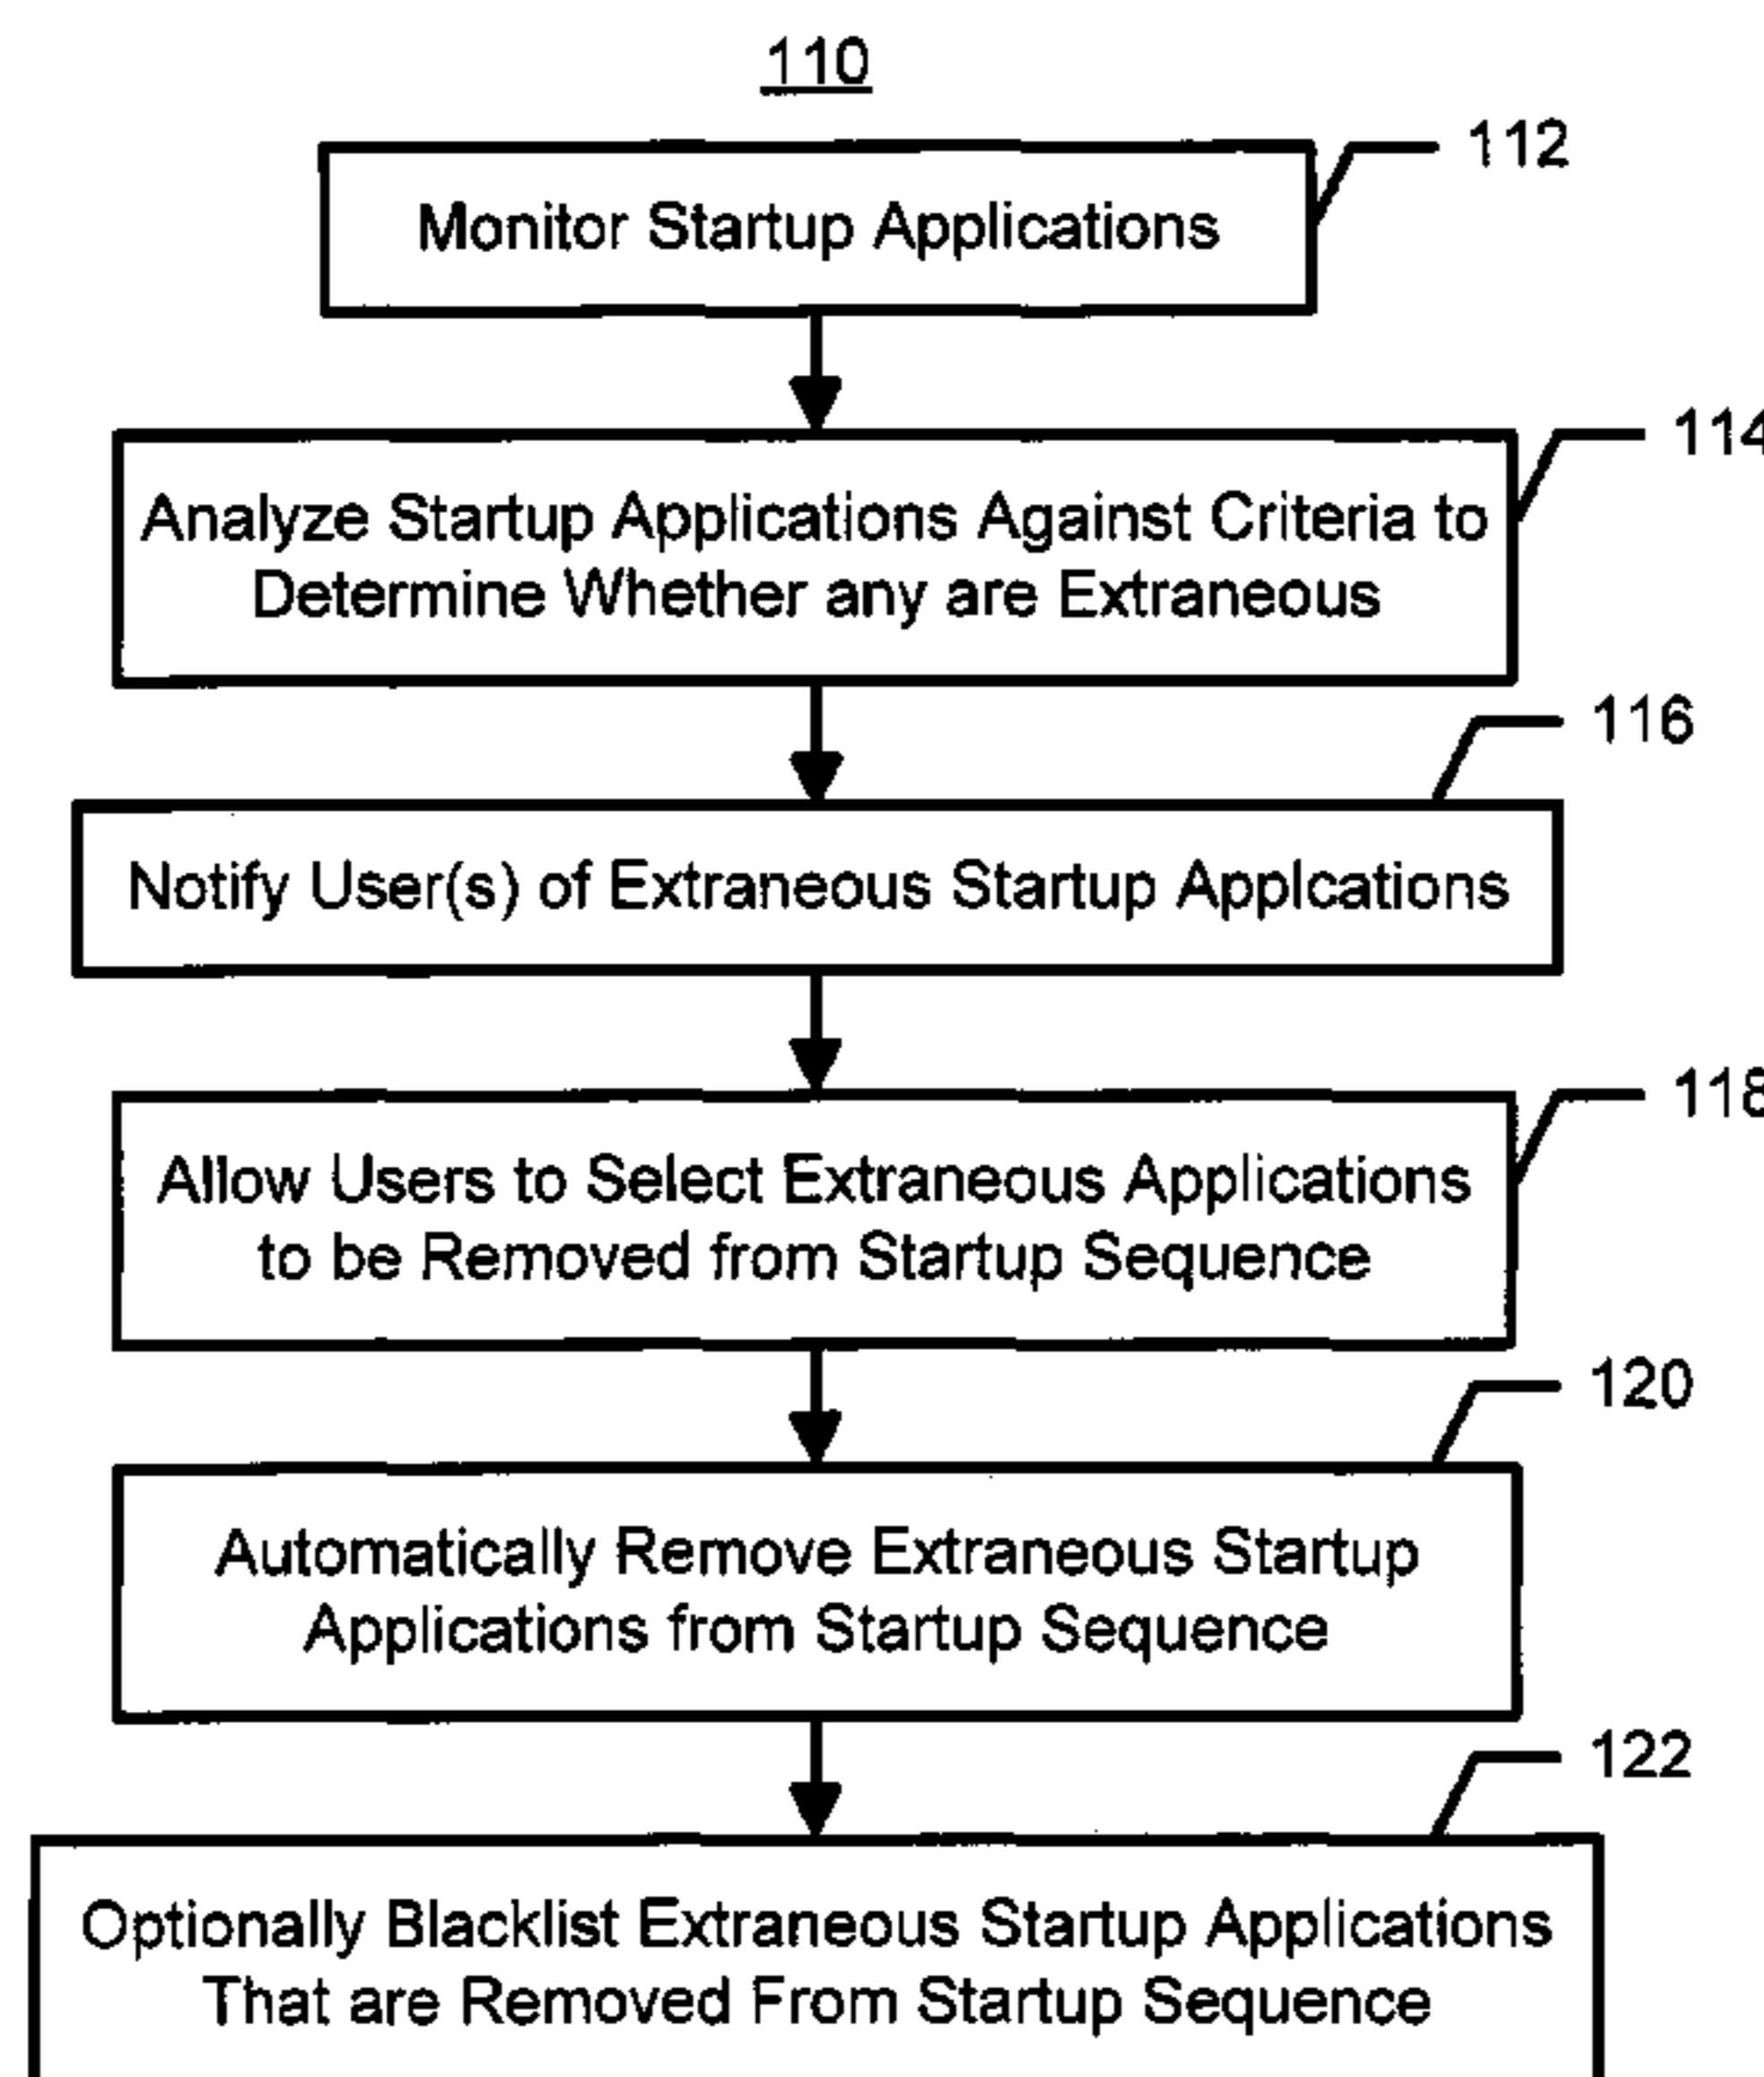 110
112
Monitor Startup Applications
114
Analyze Startup Applications Against Criteria to
Determine Whether any are Extraneous
116
Notify User(s) of Extraneous Startup Applcations
118
Allow Users to Select Extraneous Applications
to be Removed from Startup Sequence
120
Automatically Remove Extraneous Startup
Applications from Startup Sequence
122
Optionally Blacklist Extraneous Startup Applications
That are Removed From Startup Sequence